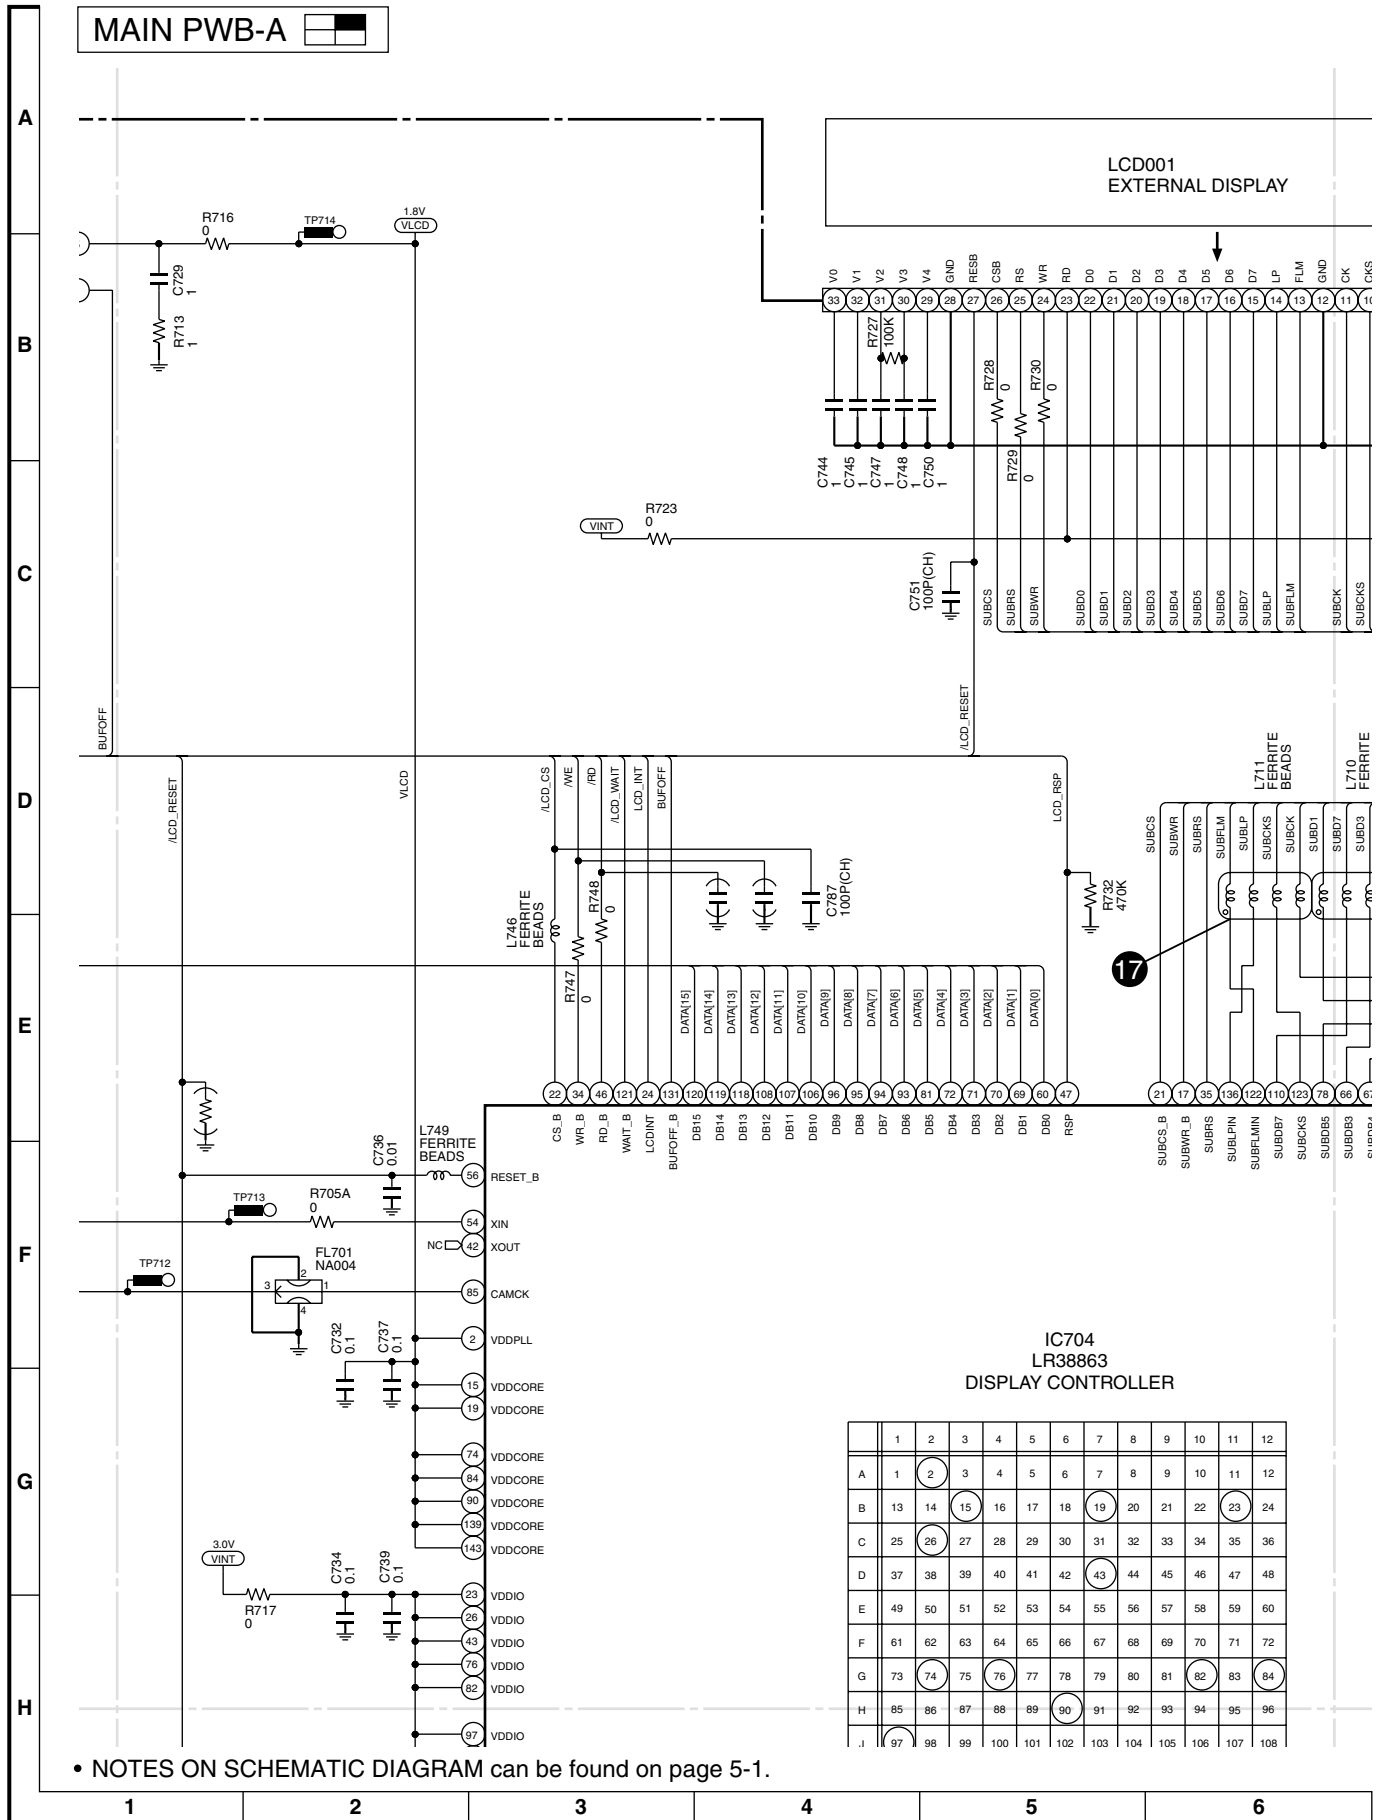 MAIN PWB-A
A
B
C
D
E
F
G
H
LCD001
EXTERNAL DISPLAY
R716
0
TP714
1.8V
VLCD
C729
1
R713
1
V0 V1 V2 V3 V4 GND RESB CSB RS WR RD D0 D1 D2 D3 D4 D5 D6 D7 LP FLM GND CK CKS
33 32 31 30 29 28 27 26 25 24 23 22 21 20 19 18 17 16 15 14 13 12 11 10
R727
100K
R728
0
R730
0
R729
0
C744
1
C745
1
C747
1
C748
1
C750
1
VINT
R723
0
C751
100P(CH)
SUBCS SUBRS SUBWR SUBD0 SUBD1 SUBD2 SUBD3 SUBD4 SUBD5 SUBD6 SUBD7 SUBLP SUBFLM SUBCK SUBCKS
BUFOFF
/LCD_RESET
VLCD
/LCD_CS /WE /RD /LCD_WAIT LCD_INT BUFOFF
/LCD_RESET
LCD_RSP
L711
FERRITE
BEADS
L710
FERRITE
SUBCS SUBWR SUBRS SUBFLM SUBLP SUBCKS SUBCK SUBD1 SUBD7 SUBD3
L746
FERRITE
BEADS
R748
0
R747
0
C787
100P(CH)
R732
470K
17
DATA[15] DATA[14] DATA[13] DATA[12] DATA[11] DATA[10] DATA[9] DATA[8] DATA[7] DATA[6] DATA[5] DATA[4] DATA[3] DATA[2] DATA[1] DATA[0]
22 34 46 121 24 131 120 119 118 108 107 106 96 95 94 93 81 72 71 70 69 60 47
21 17 35 136 122 110 123 78 66 67
CS_B WR_B RD_B WAIT_B LCDINT BUFOFF_B DB15 DB14 DB13 DB12 DB11 DB10 DB9 DB8 DB7 DB6 DB5 DB4 DB3 DB2 DB1 DB0 RSP
SUBCS_B SUBWR_B SUBRS SUBLPIN SUBFLMIN SUBDB7 SUBCKS SUBDB5 SUBDB3
C736
0.01
L749
FERRITE
BEADS
56 RESET_B
TP713
R705A
0
54 XIN
NC 42 XOUT
TP712
FL701
NA004
2
3 1
4
85 CAMCK
C732
0.1
C737
0.1
2 VDDPLL
15 VDDCORE
19 VDDCORE
74 VDDCORE
84 VDDCORE
90 VDDCORE
139 VDDCORE
143 VDDCORE
3.0V
VINT
R717
0
C734
0.1
C739
0.1
23 VDDIO
26 VDDIO
43 VDDIO
76 VDDIO
82 VDDIO
97 VDDIO
IC704
LR38863
DISPLAY CONTROLLER
1 2 3 4 5 6 7 8 9 10 11 12
A 1 2 3 4 5 6 7 8 9 10 11 12
B 13 14 15 16 17 18 19 20 21 22 23 24
C 25 26 27 28 29 30 31 32 33 34 35 36
D 37 38 39 40 41 42 43 44 45 46 47 48
E 49 50 51 52 53 54 55 56 57 58 59 60
F 61 62 63 64 65 66 67 68 69 70 71 72
G 73 74 75 76 77 78 79 80 81 82 83 84
H 85 86 87 88 89 90 91 92 93 94 95 96
J 97 98 99 100 101 102 103 104 105 106 107 108
• NOTES ON SCHEMATIC DIAGRAM can be found on page 5-1.
1 2 3 4 5 6